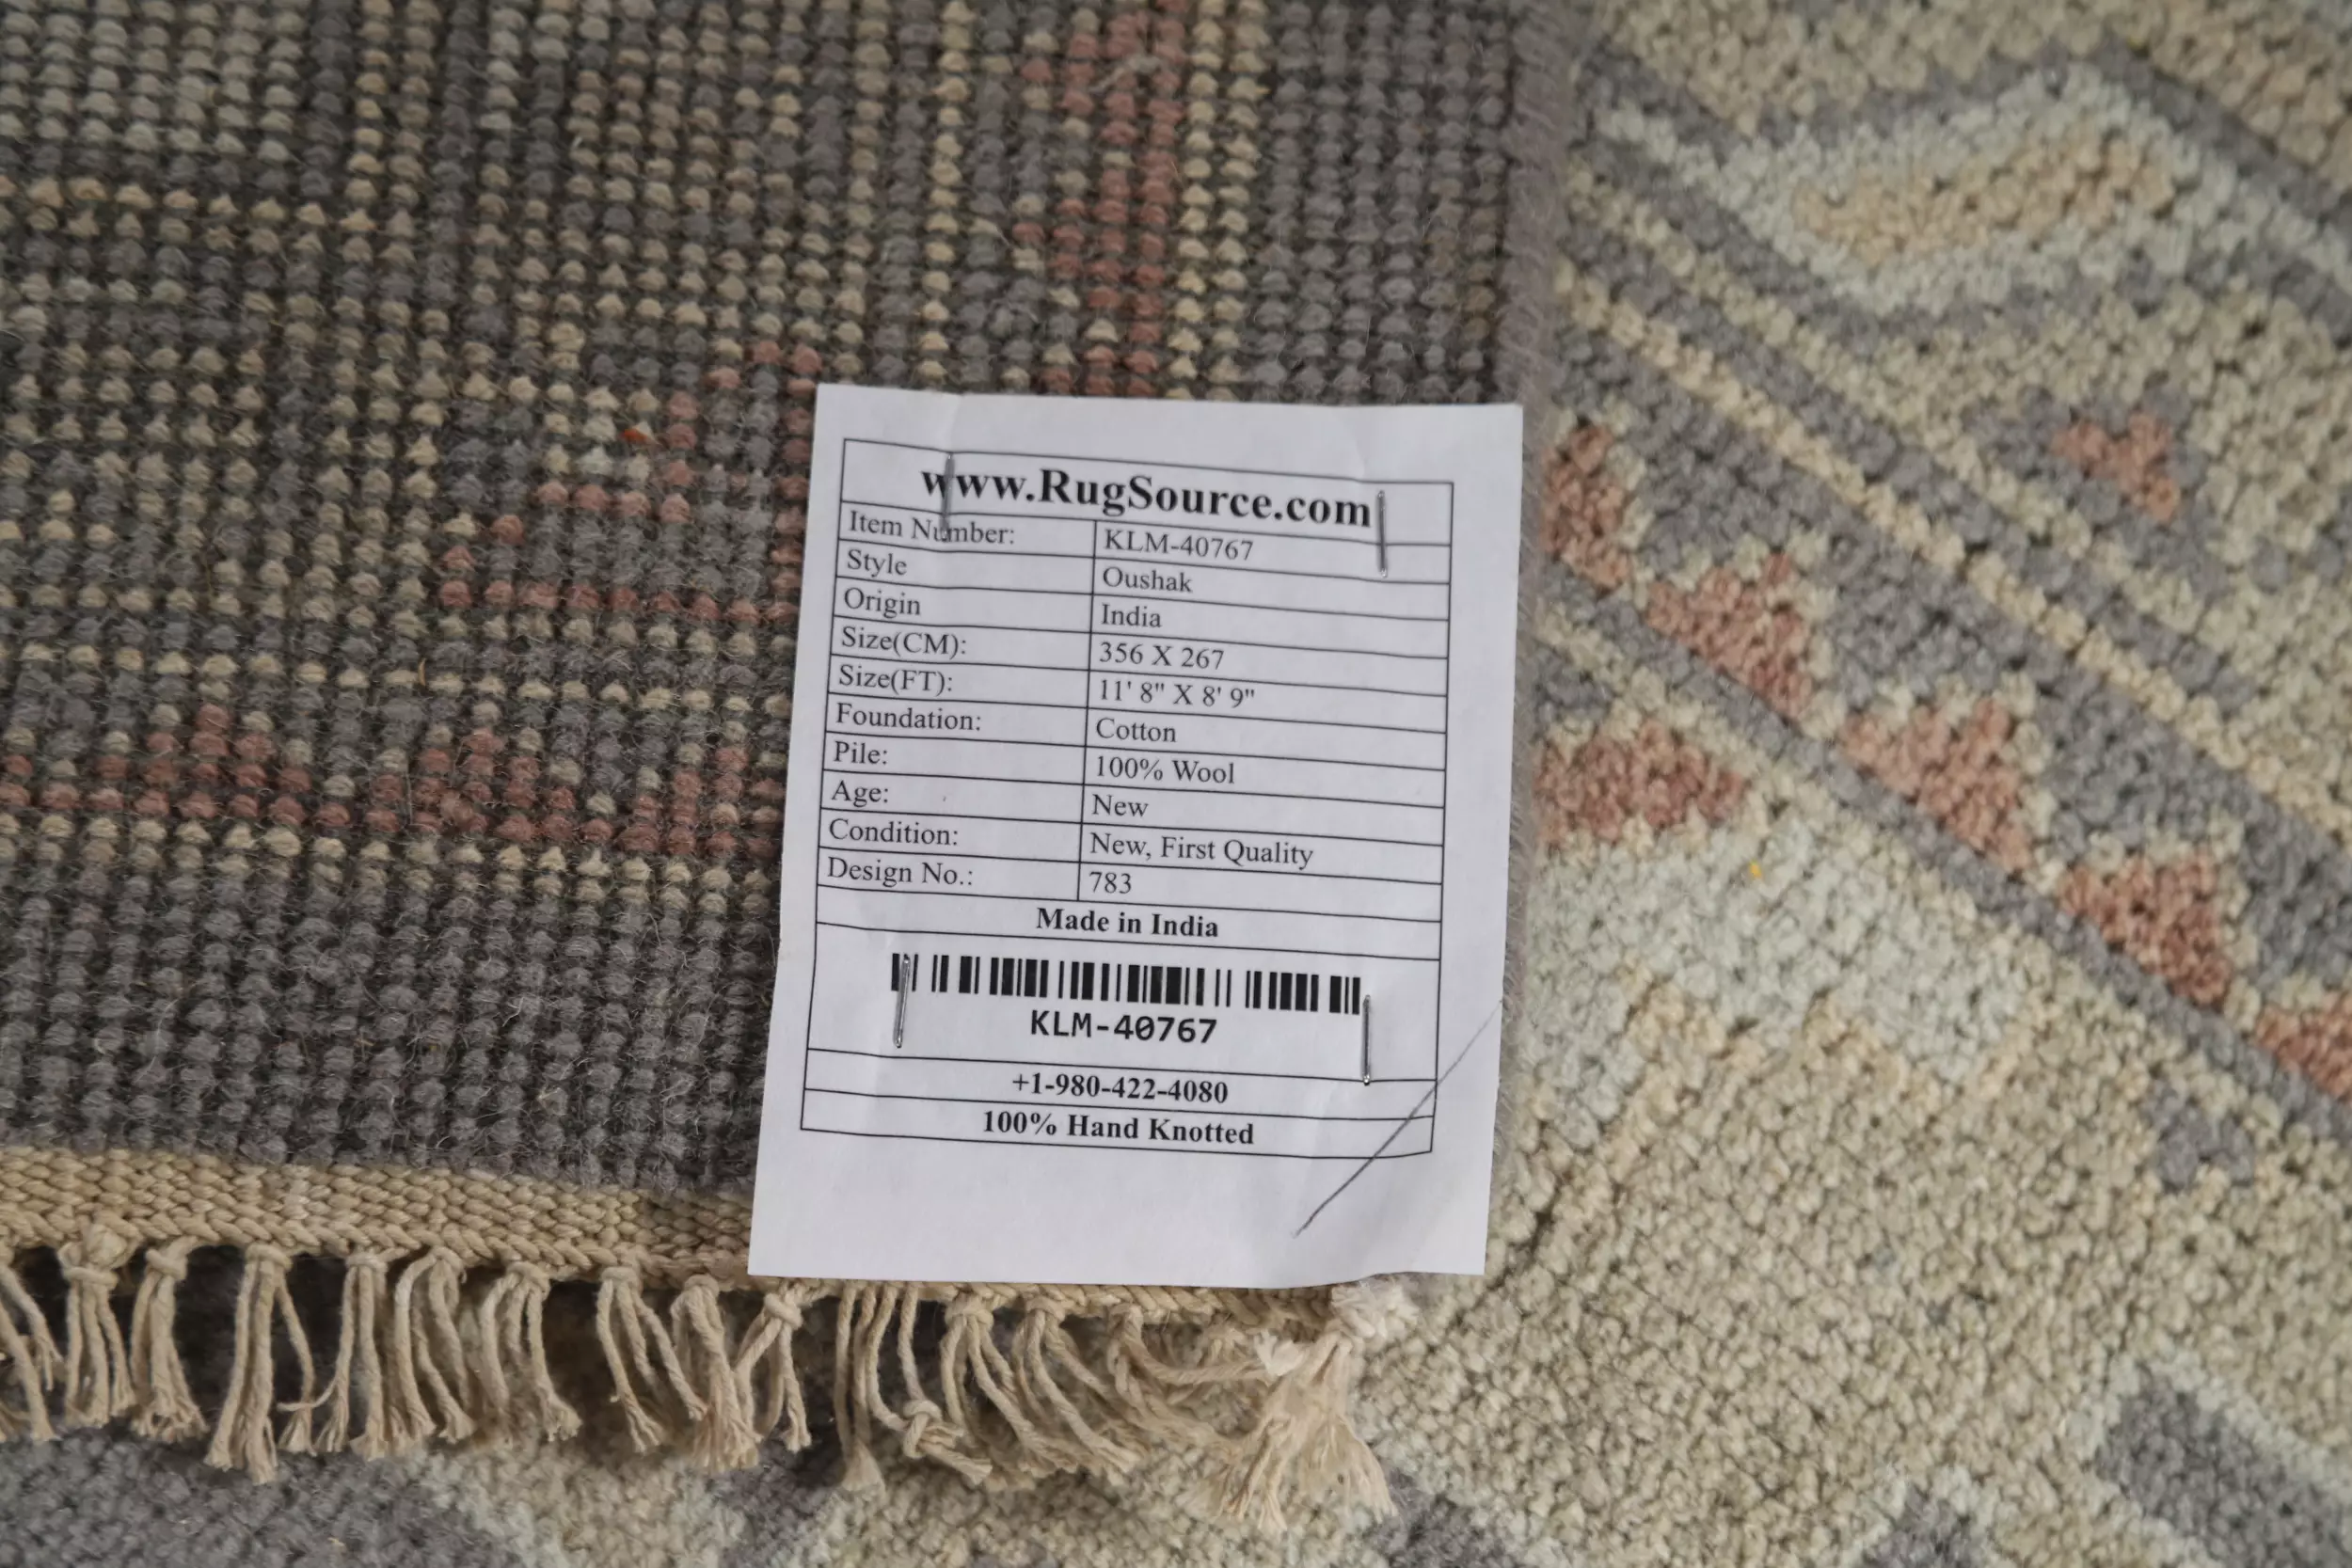 www.RugSource.com
Item Number: KLM-40767
Style Oushak
Origin India
Size(CM): 356 X 267
Size(FT): 11' 8" X 8' 9"
Foundation: Cotton
Pile: 100% Wool
Age: New
Condition: New, First Quality
Design No.: 783
Made in India
KLM-40767
+1-980-422-4080
100% Hand Knotted